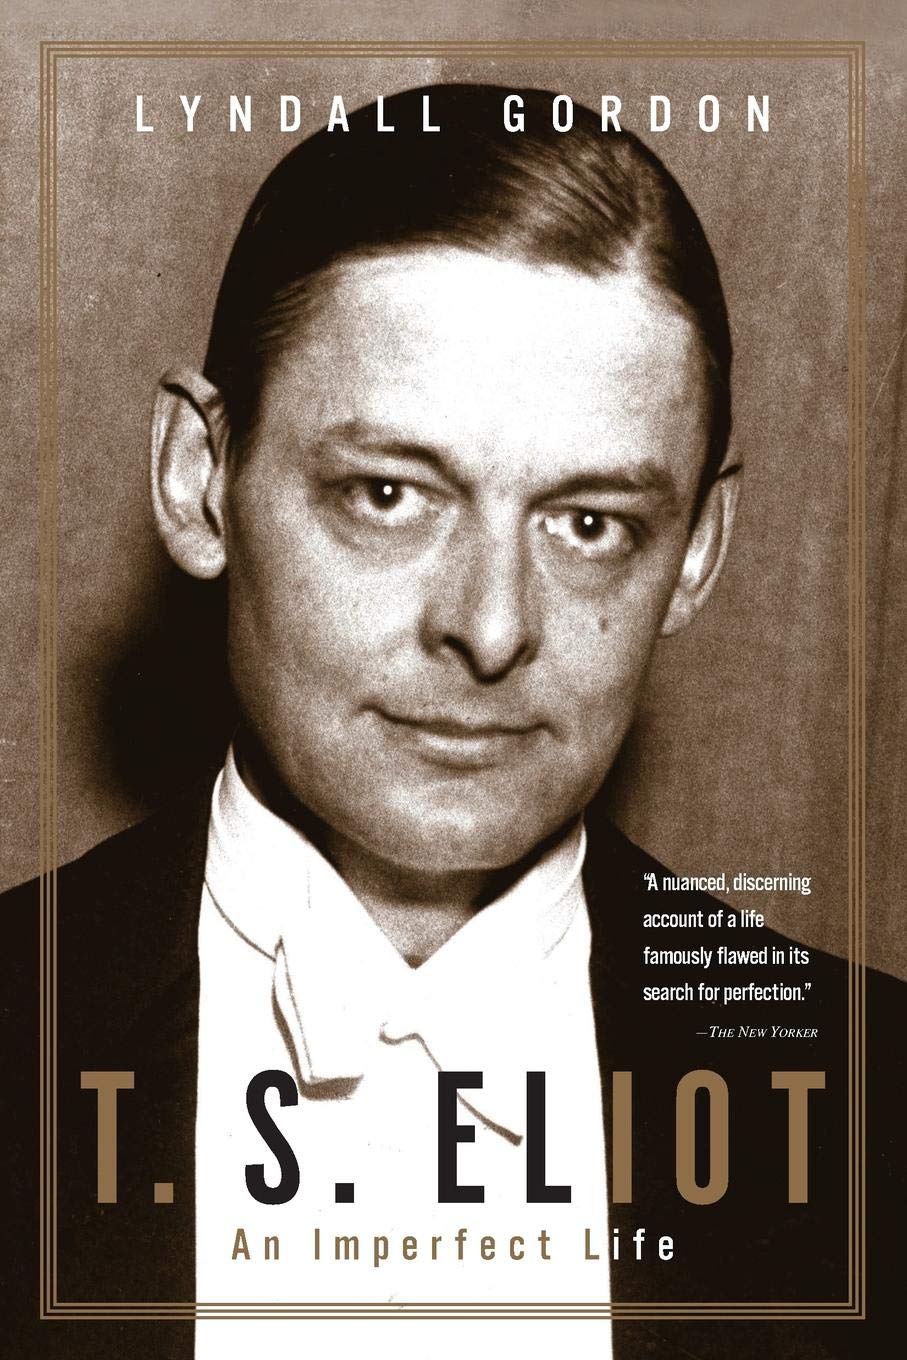 LYNDALL GORDON
“A nuanced, discerning
account of a life
famously flawed in its
search for perfection.”
—THE NEW YORKER
T. S. ELIOT
An Imperfect Life